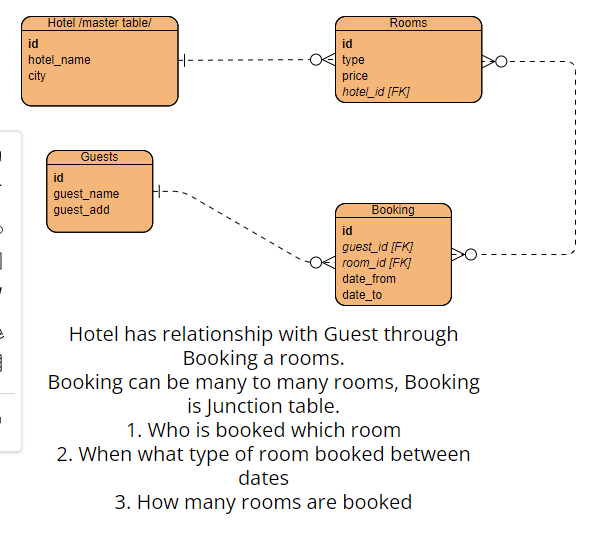 Hotel /master table/
id
hotel_name
city
Rooms
id
type
price
hotel_id [FK]
Guests
id
guest_name
guest_add
Booking
id
guest_id [FK]
room_id [FK]
date_from
date_to
Hotel has relationship with Guest through
Booking a rooms.
Booking can be many to many rooms, Booking
is Junction table.
1. Who is booked which room
2. When what type of room booked between
dates
3. How many rooms are booked